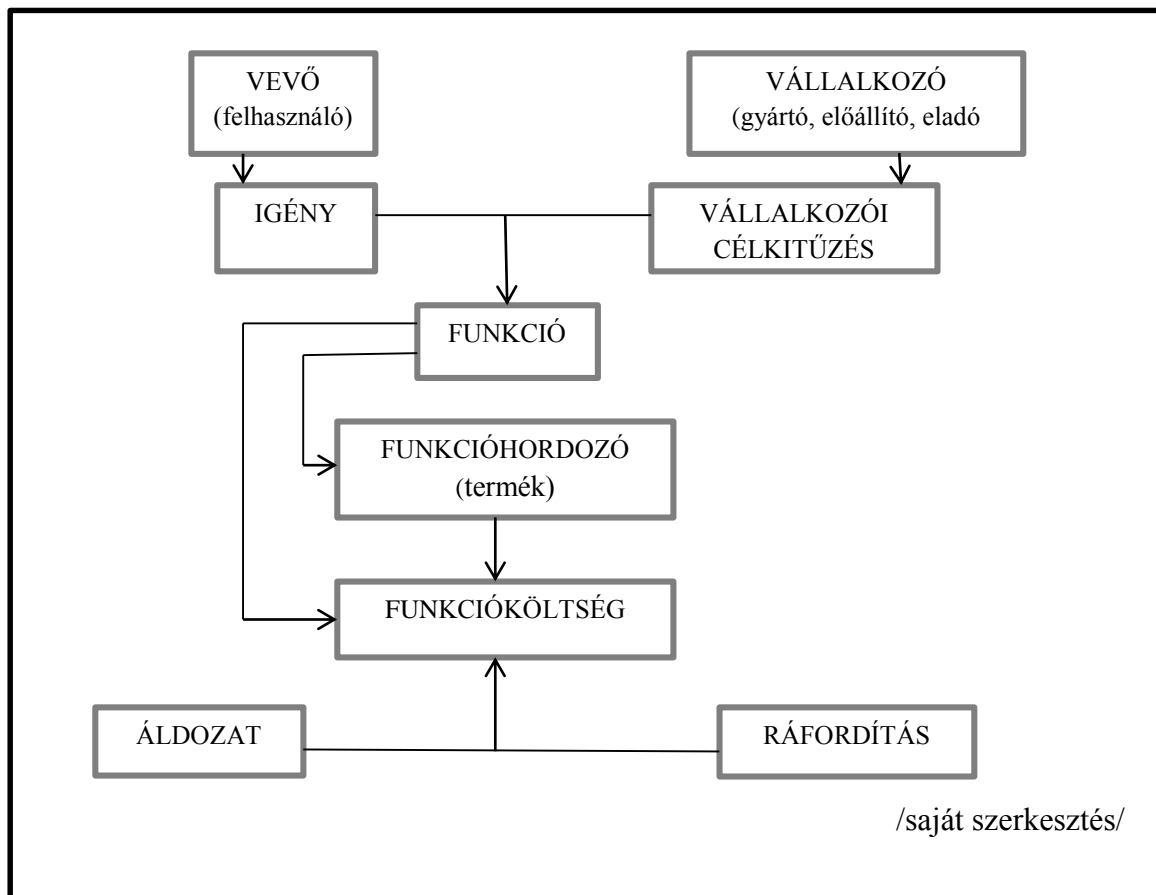 VEVŐ
(felhasználó)
VÁLLALKOZÓ
(gyártó, előállító, eladó
IGÉNY
VÁLLALKOZÓI
CÉLKITŰZÉS
FUNKCIÓ
FUNKCIÓHORDOZÓ
(termék)
FUNKCIÓKÖLTSÉG
ÁLDOZAT
RÁFORDÍTÁS
/saját szerkesztés/